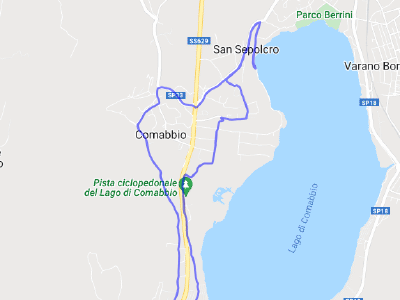 Parco Berrini
SS629
San Sepolcro
Varano Bor
SP18
SP18
Comabbio
Pista ciclopedonale
del Lago di Comabbio
Lago di Comabbio
SP18